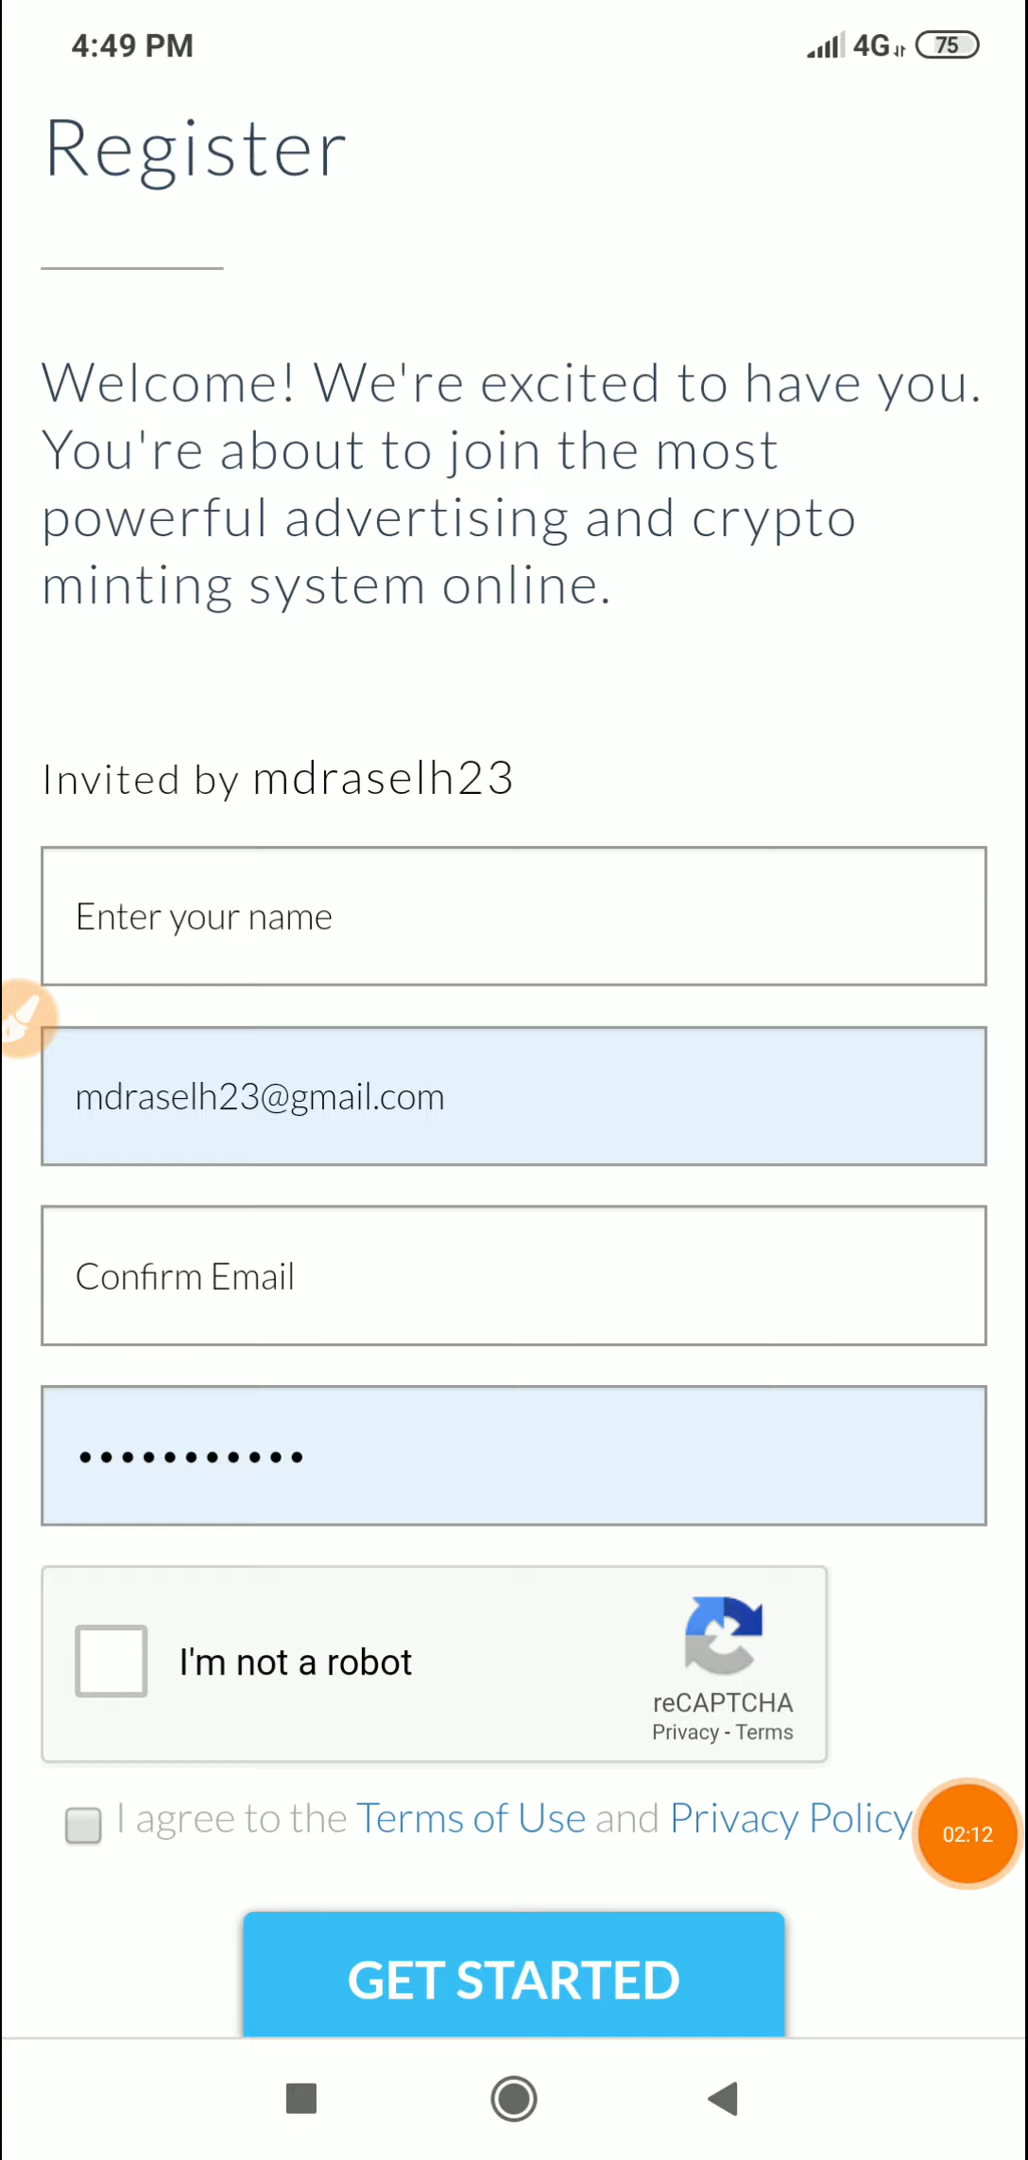 4:49 PM
4G
75
Register
Welcome! We're excited to have you.
You're about to join the most
powerful advertising and crypto
minting system online.
Invited by mdraselh23
Enter your name
mdraselh23@gmail.com
Confirm Email
•••••••••••
I'm not a robot
reCAPTCHA
Privacy - Terms
I agree to the Terms of Use and Privacy Policy
02:12
GET STARTED